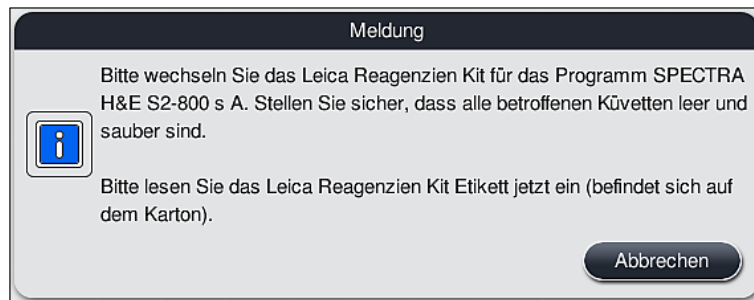 Meldung
Bitte wechseln Sie das Leica Reagenzien Kit für das Programm SPECTRA
H&E S2-800 s A. Stellen Sie sicher, dass alle betroffenen Küvetten leer und
sauber sind.
Bitte lesen Sie das Leica Reagenzien Kit Etikett jetzt ein (befindet sich auf
dem Karton).
Abbrechen